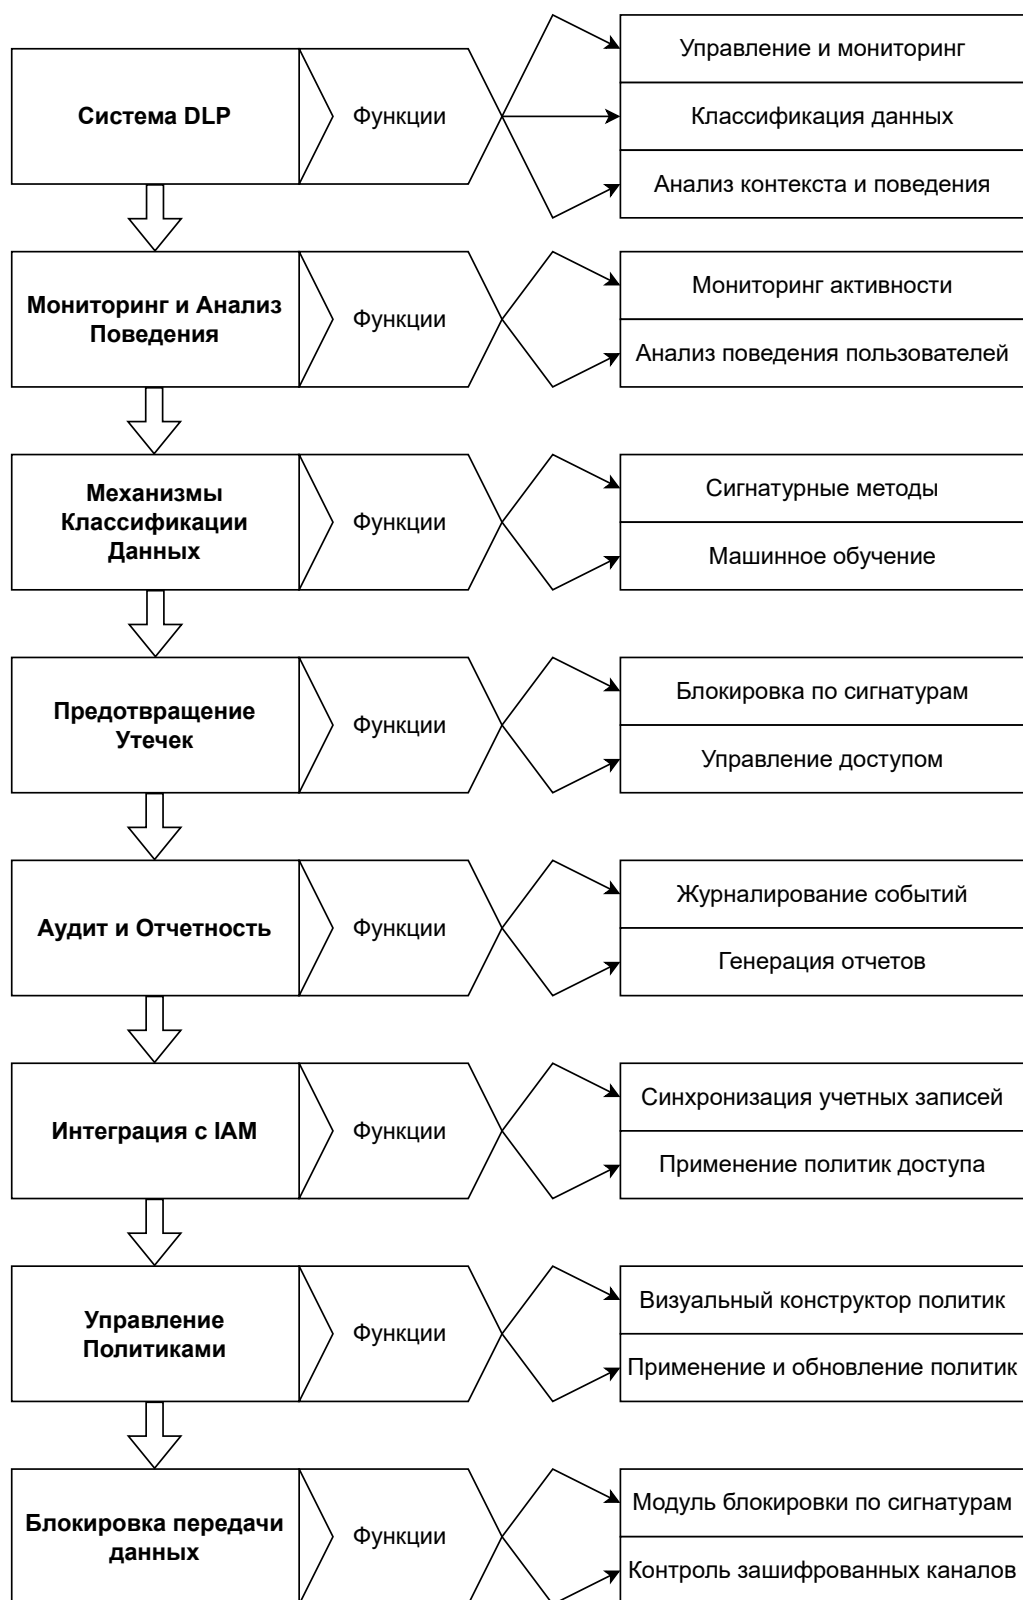 Система DLP
Функции
Управление и мониторинг
Классификация данных
Анализ контекста и поведения
Мониторинг и Анализ
Поведения
Функции
Мониторинг активности
Анализ поведения пользователей
Механизмы
Классификации
Данных
Функции
Сигнатурные методы
Машинное обучение
Предотвращение
Утечек
Функции
Блокировка по сигнатурам
Управление доступом
Аудит и Отчетность
Функции
Журналирование событий
Генерация отчетов
Интеграция с IAM
Функции
Синхронизация учетных записей
Применение политик доступа
Управление
Политиками
Функции
Визуальный конструктор политик
Применение и обновление политик
Блокировка передачи
данных
Функции
Модуль блокировки по сигнатурам
Контроль зашифрованных каналов